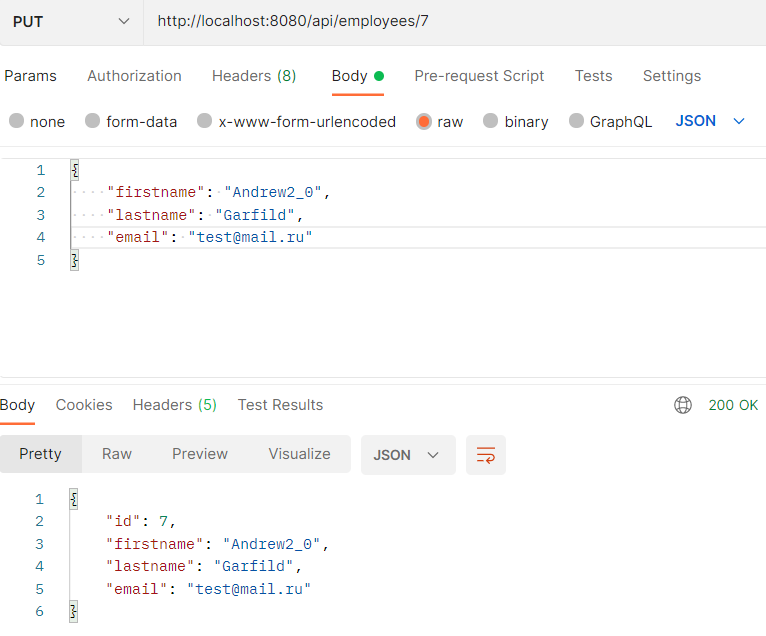 PUT http://localhost:8080/api/employees/7
Params Authorization Headers (8) Body Pre-request Script Tests Settings
none form-data x-www-form-urlencoded raw binary GraphQL JSON
1 {
2 "firstname": "Andrew2_0",
3 "lastname": "Garfild",
4 "email": "test@mail.ru"
5 }
Body Cookies Headers (5) Test Results 200 OK
Pretty Raw Preview Visualize JSON
1 {
2 "id": 7,
3 "firstname": "Andrew2_0",
4 "lastname": "Garfild",
5 "email": "test@mail.ru"
6 }